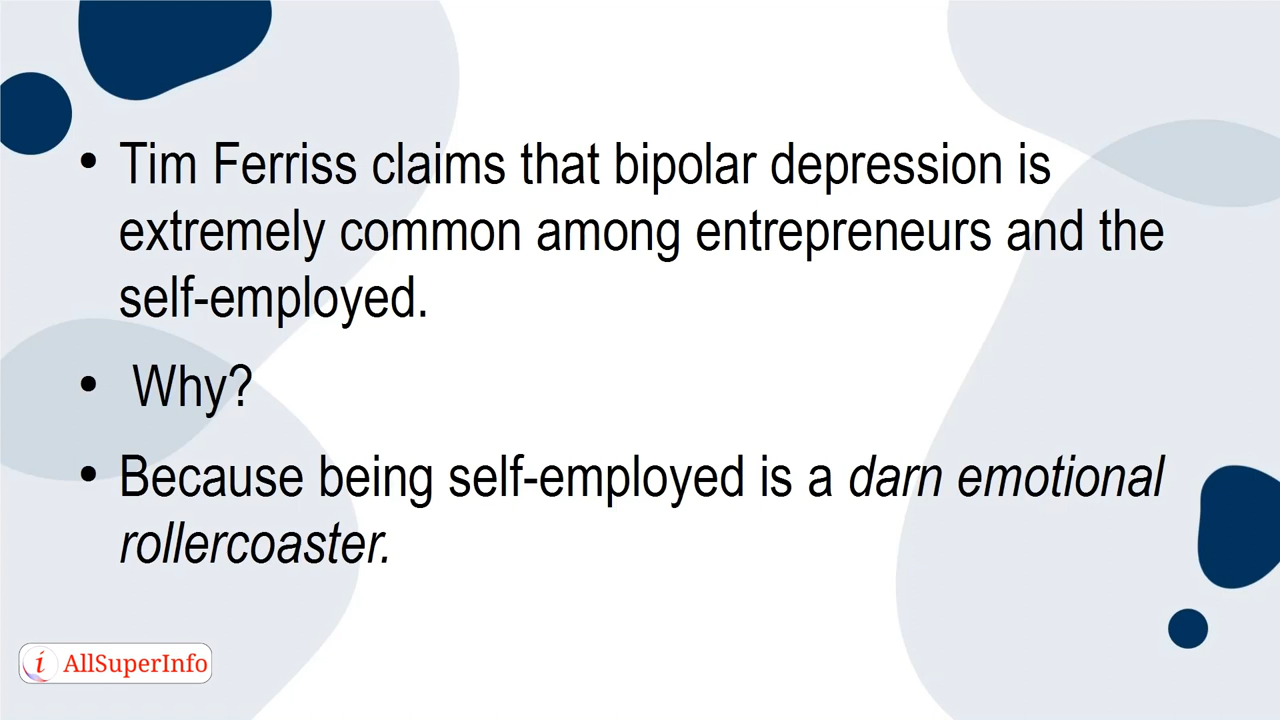 • Tim Ferriss claims that bipolar depression is
extremely common among entrepreneurs and the
self-employed.
• Why?
• Because being self-employed is a darn emotional
rollercoaster.
i AllSuperInfo